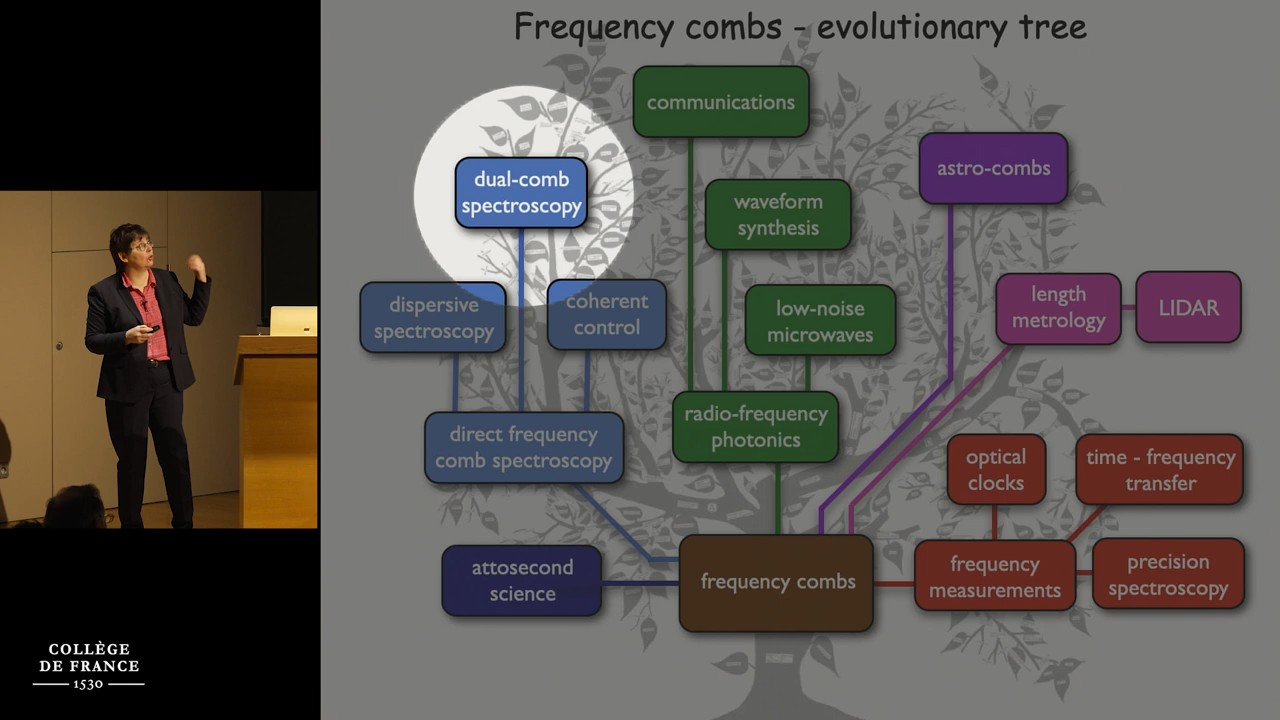 Frequency combs - evolutionary tree
communications
dual-comb
spectroscopy
astro-combs
waveform
synthesis
dispersive
spectroscopy
coherent
control
low-noise
microwaves
length
metrology
LIDAR
radio-frequency
photonics
direct frequency
comb spectroscopy
optical
clocks
time - frequency
transfer
attosecond
science
frequency combs
frequency
measurements
precision
spectroscopy
COLLÈGE
DE FRANCE
1530